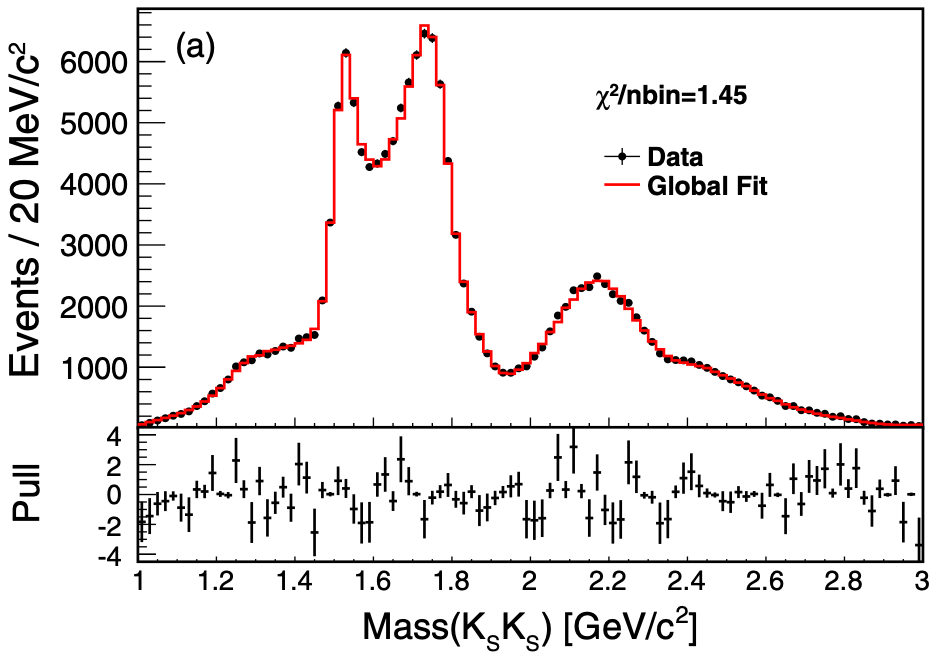 (a)
χ²/nbin=1.45
Data
Global Fit
Events / 20 MeV/c²
6000
5000
4000
3000
2000
1000
Pull
4
2
0
-2
-4
1 1.2 1.4 1.6 1.8 2 2.2 2.4 2.6 2.8 3
Mass(K_SK_S) [GeV/c²]